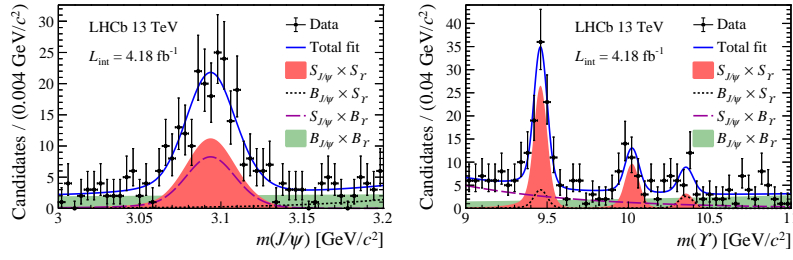 Candidates / (0.004 GeV/c²)
30
25
20
15
10
5
0
LHCb 13 TeV
L_int = 4.18 fb⁻¹
Data
Total fit
S_J/ψ × S_Υ
B_J/ψ × S_Υ
S_J/ψ × B_Υ
B_J/ψ × B_Υ
3 3.05 3.1 3.15 3.2
m(J/ψ) [GeV/c²]
Candidates / (0.04 GeV/c²)
40
35
30
25
20
15
10
5
0
LHCb 13 TeV
L_int = 4.18 fb⁻¹
Data
Total fit
S_J/ψ × S_Υ
B_J/ψ × S_Υ
S_J/ψ × B_Υ
B_J/ψ × B_Υ
9 9.5 10 10.5 1
m(Υ) [GeV/c²]